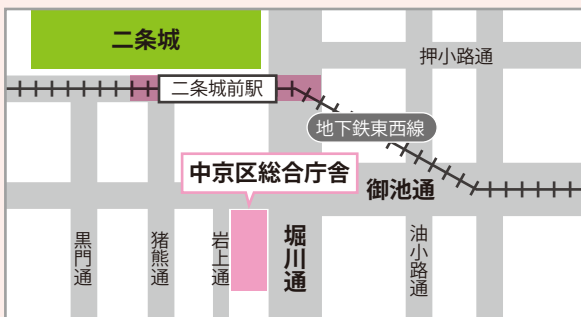 二条城
押小路通
二条城前駅
地下鉄東西線
中京区総合庁舎
御池通
黒門通
猪熊通
岩上通
堀川通
油小路通